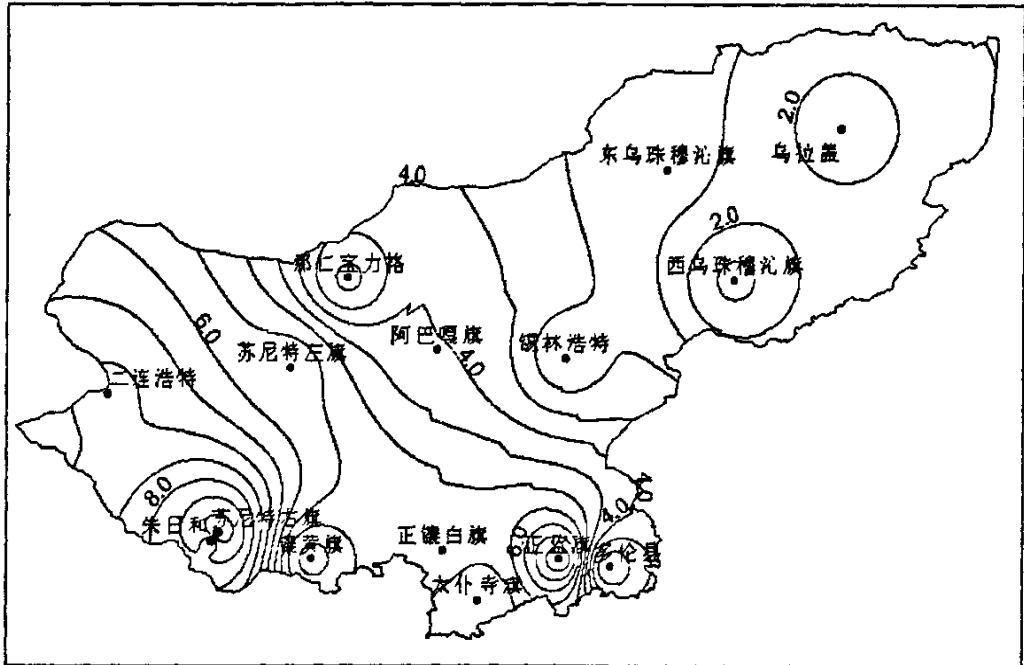 2.0
东乌珠穆沁旗
乌拉盖
4.0
2.0
那仁宝力格
西乌珠穆沁旗
6.0
阿巴嘎旗
锡林浩特
苏尼特左旗
4.0
二连浩特
8.0
4.0
4.0
朱日和
苏尼特右旗
镶黄旗
正镶白旗
6.0
正蓝旗
多伦县
太仆寺旗